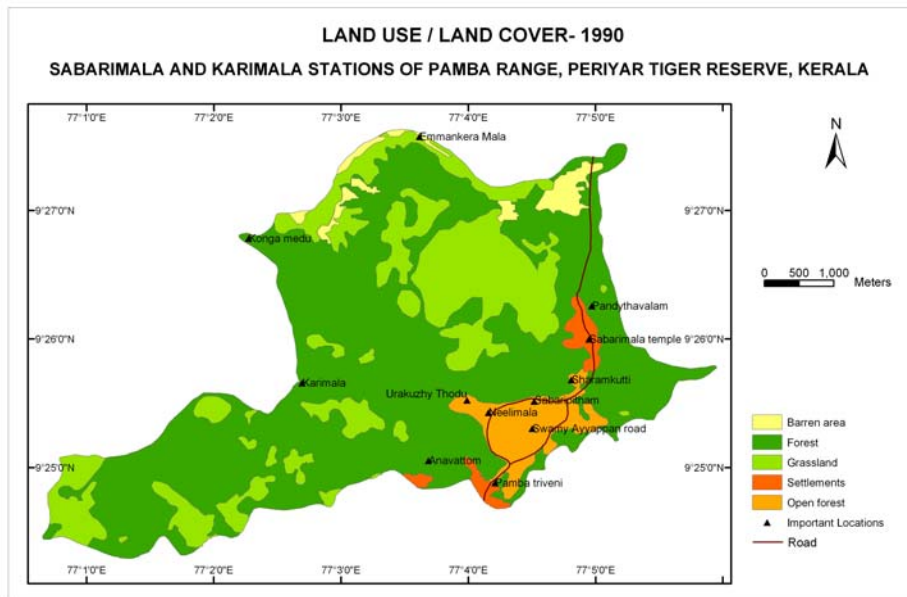 LAND USE / LAND COVER- 1990
SABARIMALA AND KARIMALA STATIONS OF PAMBA RANGE, PERIYAR TIGER RESERVE, KERALA
77°1'0"E 77°2'0"E 77°3'0"E 77°4'0"E 77°5'0"E
N
Emmankera Mala
9°27'0"N 9°27'0"N
Konga medu
0 500 1,000 Meters
Pandythavalam
9°26'0"N Sabarimala temple 9°26'0"N
Sharamkutti
Karimala
Urakuzhy Thodu
Sabaripitham
Neelimala
Swamy Ayyappan road
Anavattom
9°25'0"N 9°25'0"N
Pamba triveni
Barren area
Forest
Grassland
Settlements
Open forest
Important Locations
Road
77°1'0"E 77°2'0"E 77°3'0"E 77°4'0"E 77°5'0"E